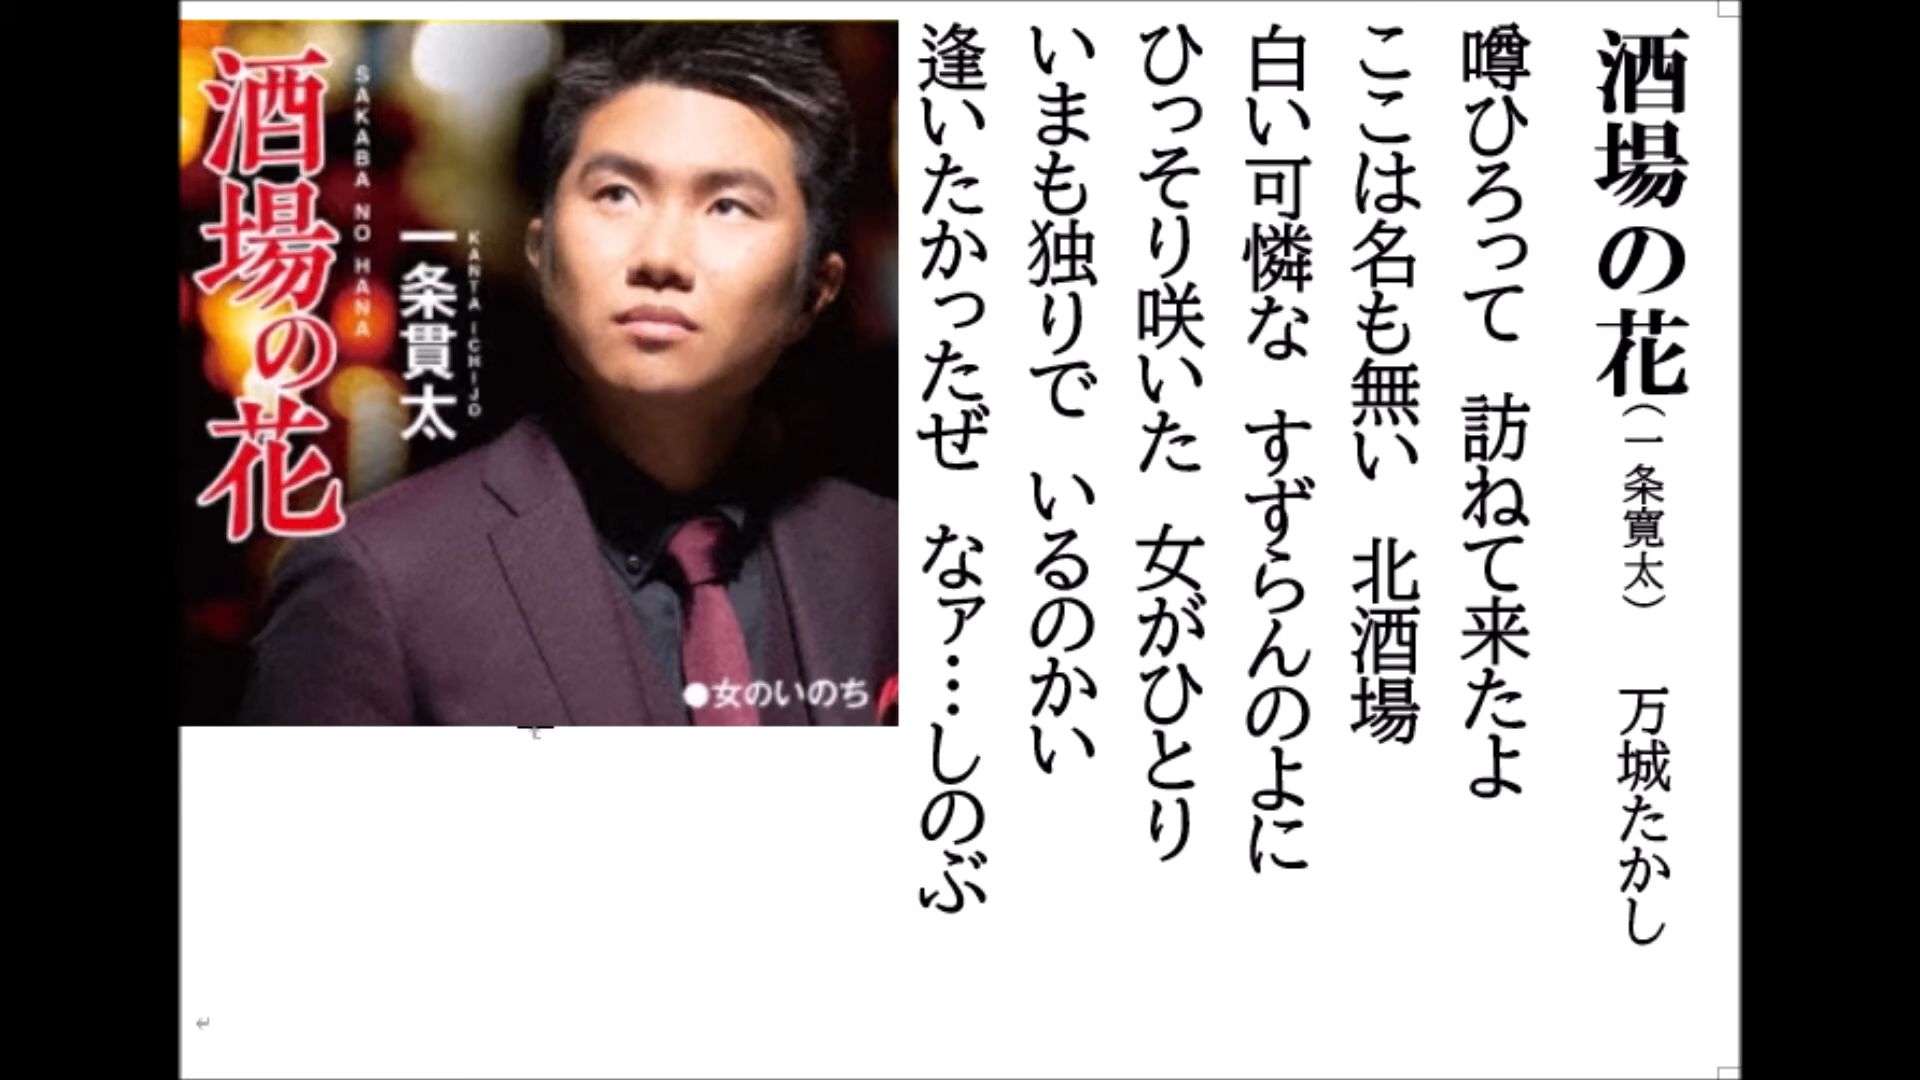 酒場の花（一条寛太）　万城たかし
噂ひろって　訪ねて来たよ
ここは名も無い　北酒場
白い可憐な　すずらんのよに
ひっそり咲いた　女がひとり
いまも独りで　いるのかい
逢いたかったぜ　なァ…しのぶ
酒場の花
SAKABA NO HANA
一条貫太
KANTA ICHIJO
●女のいのち